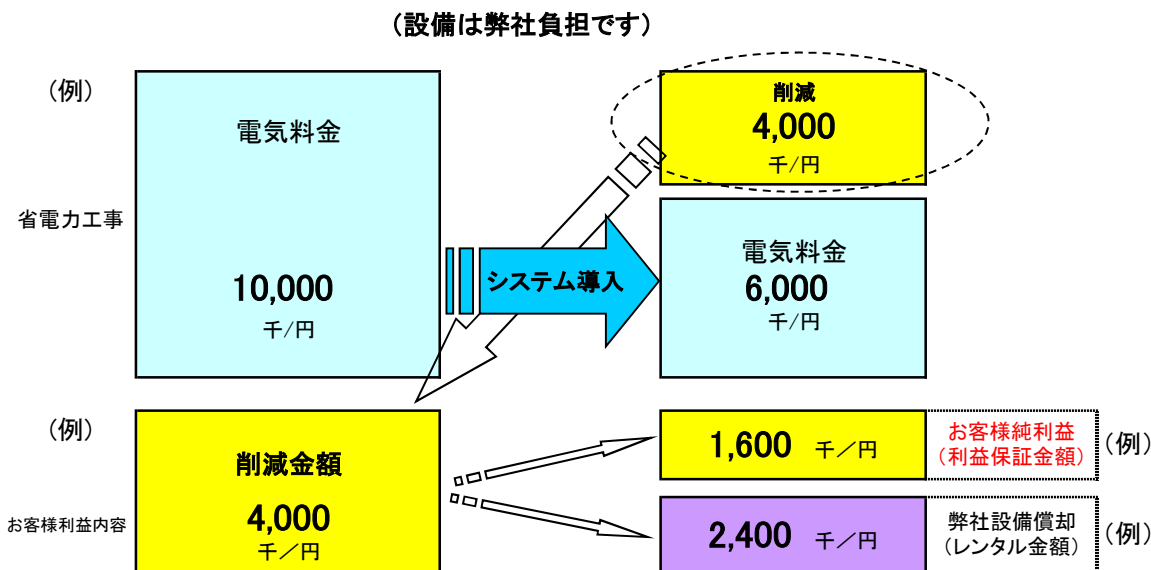 （設備は弊社負担です）
（例）
電気料金
省電力工事
10,000
千/円
システム導入
削減
4,000
千/円
電気料金
6,000
千/円
（例）
お客様利益内容
削減金額
4,000
千／円
1,600 千／円
お客様純利益
（利益保証金額）
（例）
2,400 千／円
弊社設備償却
（レンタル金額）
（例）